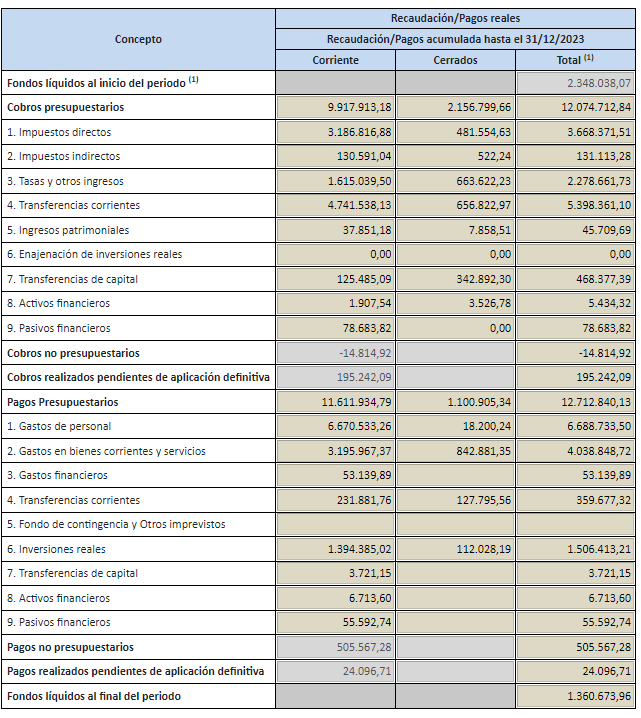 Concepto
Recaudación/Pagos reales
Recaudación/Pagos acumulada hasta el 31/12/2023
Corriente Cerrados Total (1)
Fondos líquidos al inicio del periodo (1) 2.348.038,07
Cobros presupuestarios 9.917.913,18 2.156.799,66 12.074.712,84
1. Impuestos directos 3.186.816,88 481.554,63 3.668.371,51
2. Impuestos indirectos 130.591,04 522,24 131.113,28
3. Tasas y otros ingresos 1.615.039,50 663.622,23 2.278.661,73
4. Transferencias corrientes 4.741.538,13 656.822,97 5.398.361,10
5. Ingresos patrimoniales 37.851,18 7.858,51 45.709,69
6. Enajenación de inversiones reales 0,00 0,00 0,00
7. Transferencias de capital 125.485,09 342.892,30 468.377,39
8. Activos financieros 1.907,54 3.526,78 5.434,32
9. Pasivos financieros 78.683,82 0,00 78.683,82
Cobros no presupuestarios -14.814,92 -14.814,92
Cobros realizados pendientes de aplicación definitiva 195.242,09 195.242,09
Pagos Presupuestarios 11.611.934,79 1.100.905,34 12.712.840,13
1. Gastos de personal 6.670.533,26 18.200,24 6.688.733,50
2. Gastos en bienes corrientes y servicios 3.195.967,37 842.881,35 4.038.848,72
3. Gastos financieros 53.139,89 53.139,89
4. Transferencias corrientes 231.881,76 127.795,56 359.677,32
5. Fondo de contingencia y Otros imprevistos
6. Inversiones reales 1.394.385,02 112.028,19 1.506.413,21
7. Transferencias de capital 3.721,15 3.721,15
8. Activos financieros 6.713,60 6.713,60
9. Pasivos financieros 55.592,74 55.592,74
Pagos no presupuestarios 505.567,28 505.567,28
Pagos realizados pendientes de aplicación definitiva 24.096,71 24.096,71
Fondos líquidos al final del periodo 1.360.673,96